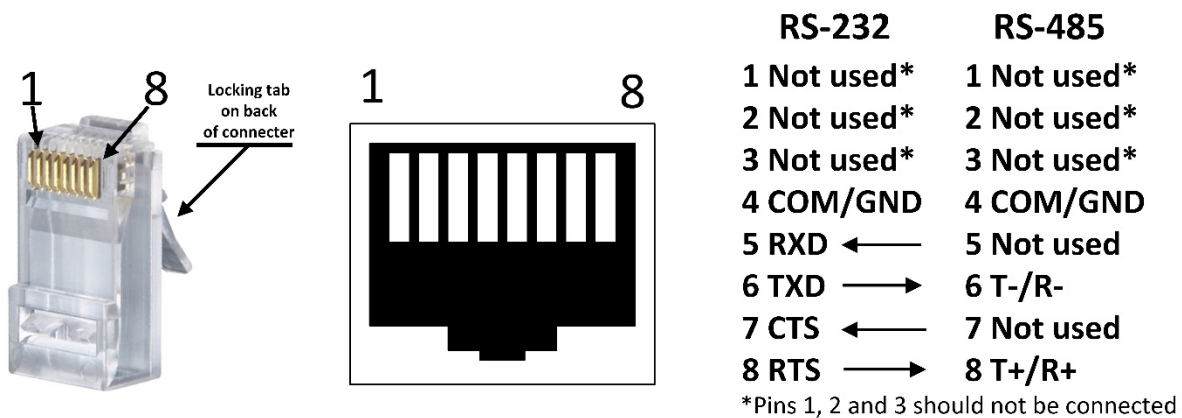 1
8
Locking tab
on back
of connecter
1
8
RS-232
1 Not used*
2 Not used*
3 Not used*
4 COM/GND
5 RXD
6 TXD
7 CTS
8 RTS
RS-485
1 Not used*
2 Not used*
3 Not used*
4 COM/GND
5 Not used
6 T-/R-
7 Not used
8 T+/R+
*Pins 1, 2 and 3 should not be connected